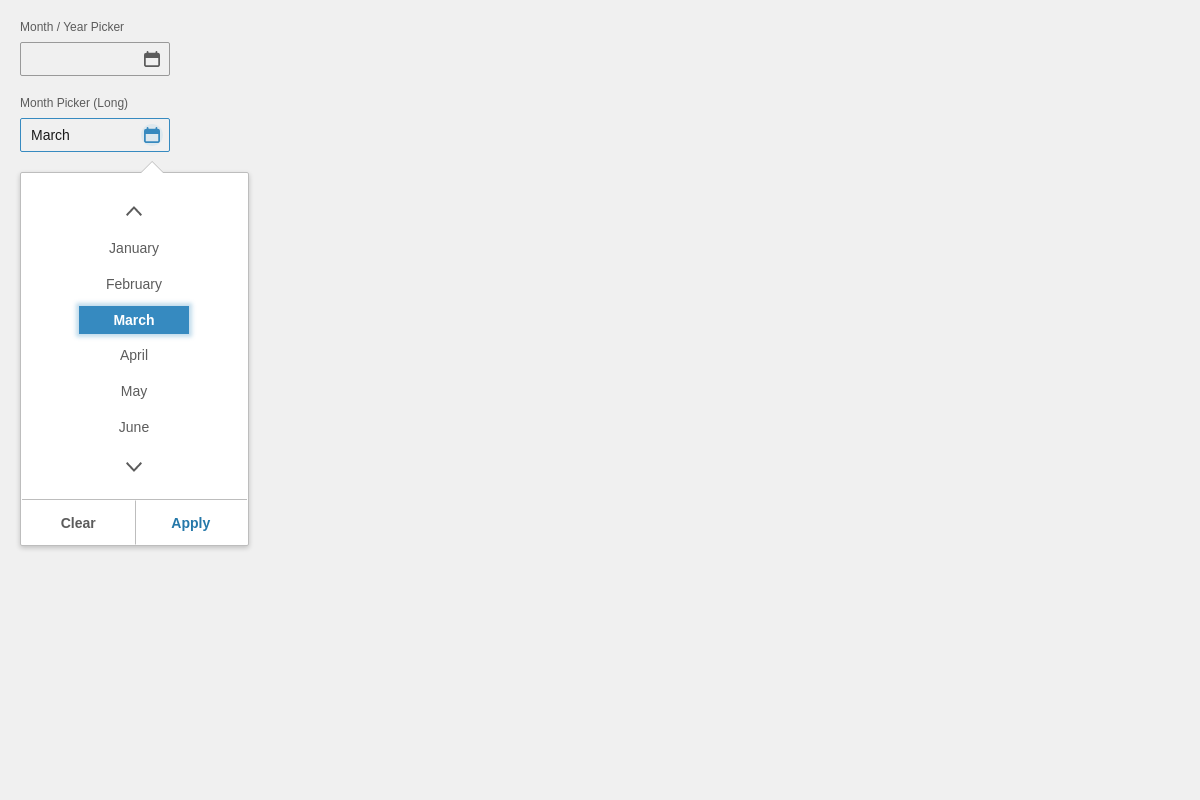 Month / Year Picker
Month Picker (Long)
March
January
February
March
April
May
June
Clear Apply